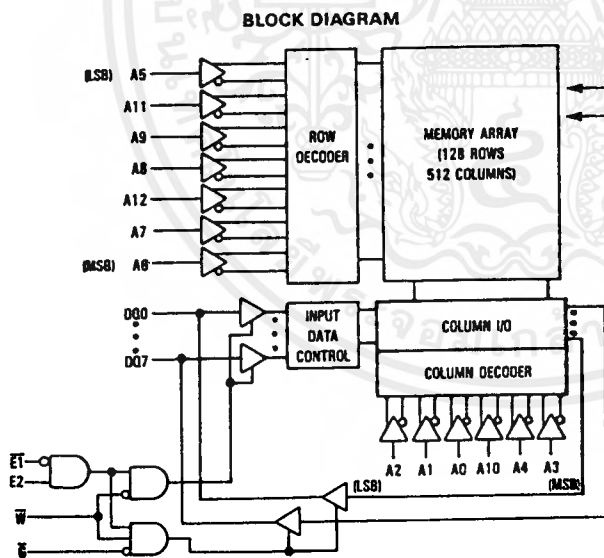 BLOCK DIAGRAM
(LSB) A5
A11
A9
A8
A12
A7
(MSB) A6
ROW
DECODER
MEMORY ARRAY
(128 ROWS
512 COLUMNS)
DQ0
DQ7
INPUT
DATA
CONTROL
COLUMN I/O
COLUMN DECODER
A2 A1 A0 A10 A4 A3
(LSB) (MSB)
E1
E2
W
G